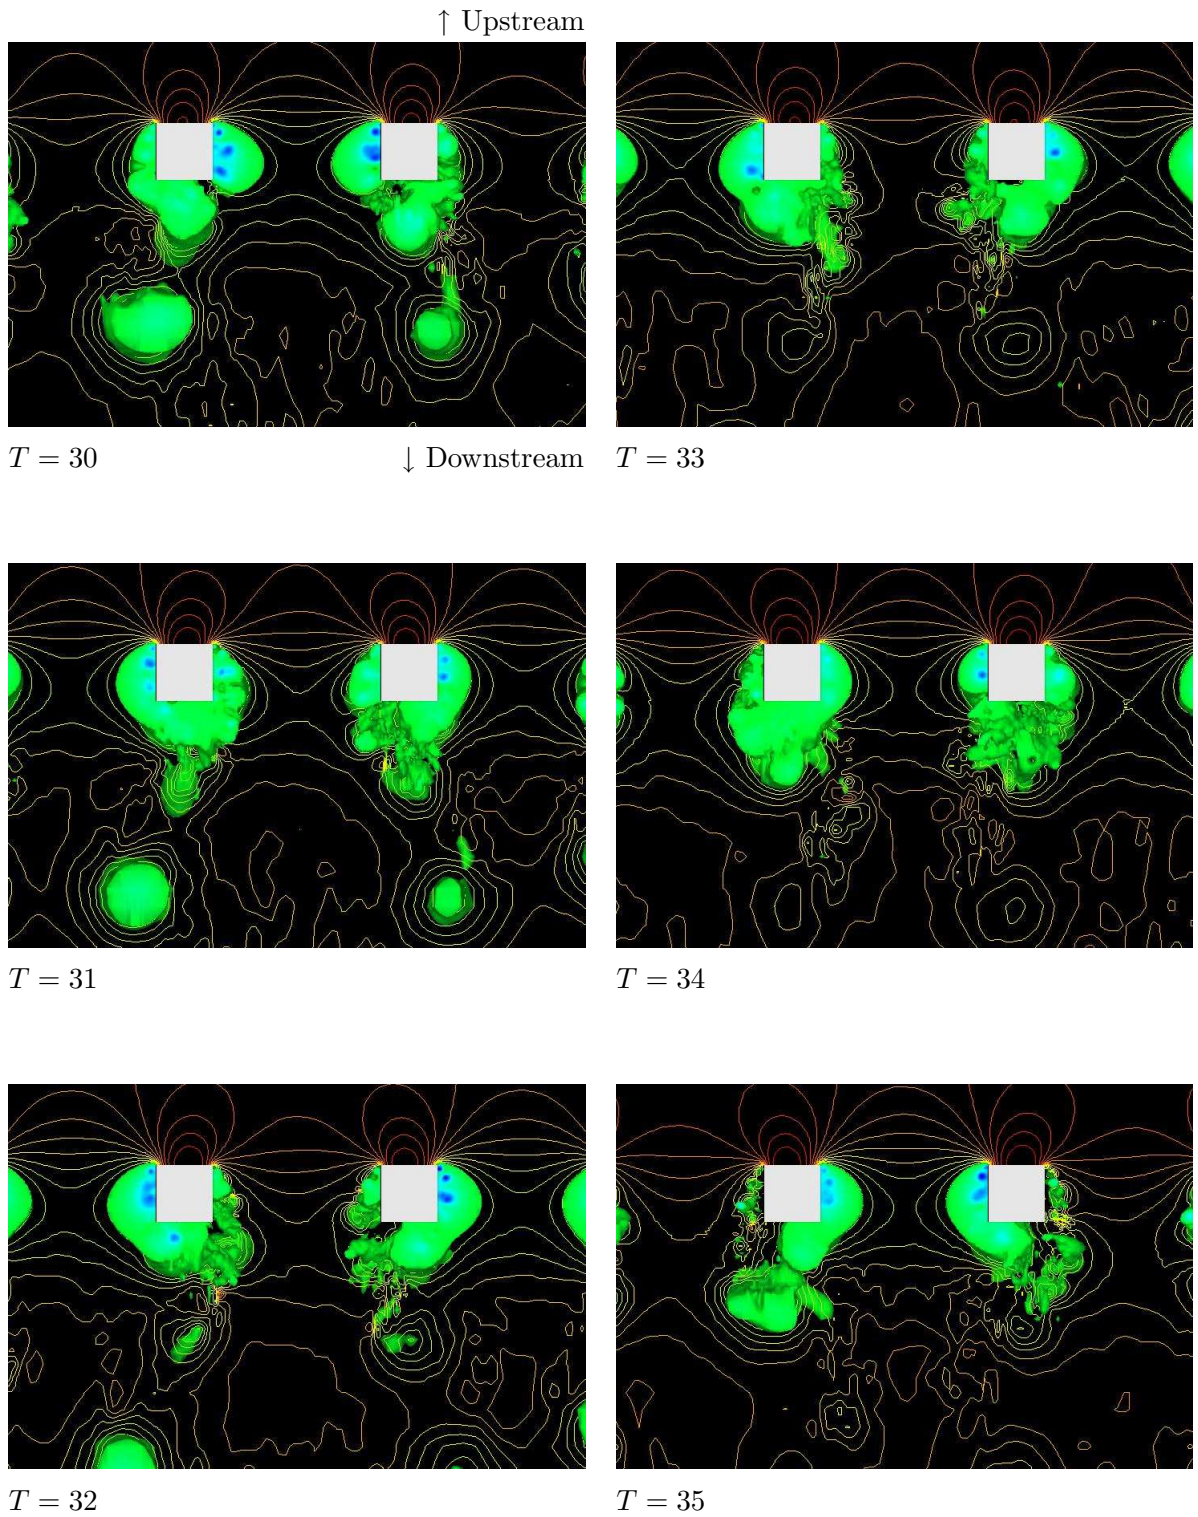 ↑ Upstream
T = 30
↓ Downstream
T = 33
T = 31
T = 34
T = 32
T = 35